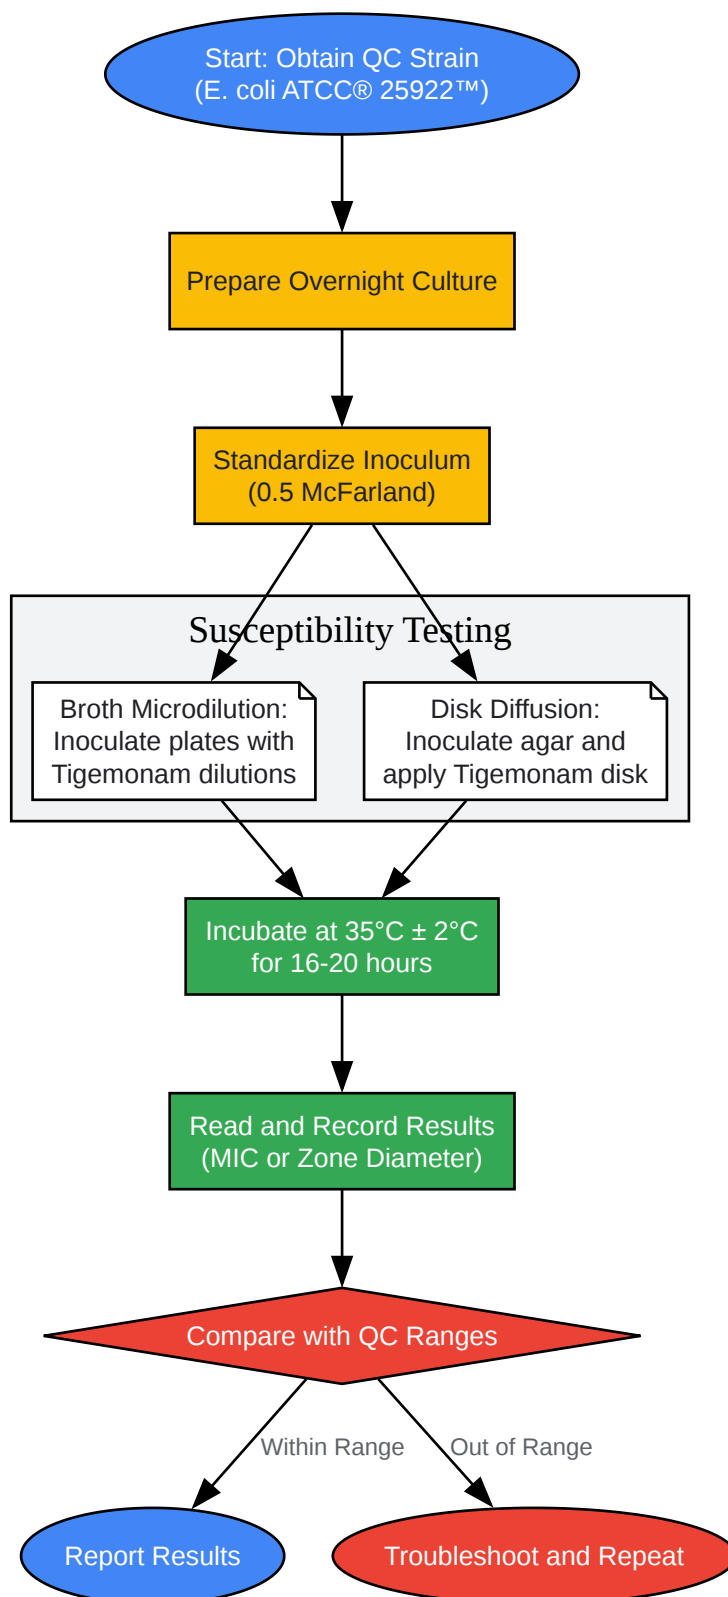 Start: Obtain QC Strain
(E. coli ATCC® 25922™)
Prepare Overnight Culture
Standardize Inoculum
(0.5 McFarland)
Susceptibility Testing
Broth Microdilution:
Inoculate plates with
Tigemonam dilutions
Disk Diffusion:
Inoculate agar and
apply Tigemonam disk
Incubate at 35°C ± 2°C
for 16-20 hours
Read and Record Results
(MIC or Zone Diameter)
Compare with QC Ranges
Within Range
Out of Range
Report Results
Troubleshoot and Repeat